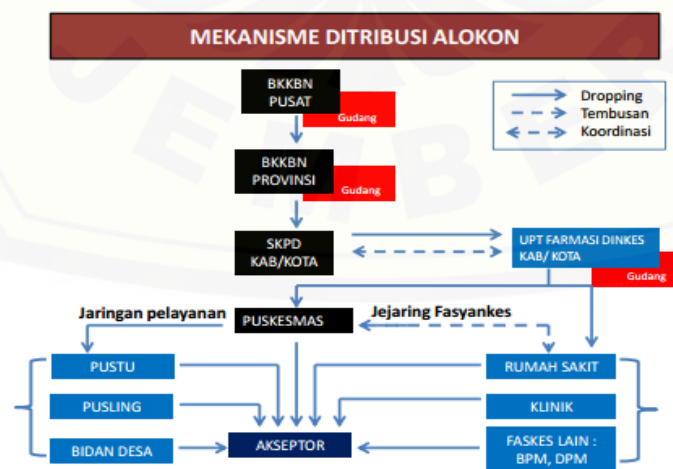 MEKANISME DITRIBUSI ALOKON
BKKBN
PUSAT
Gudang
Dropping
Tembusan
Koordinasi
BKKBN
PROVINSI
Gudang
SKPD
KAB/KOTA
UPT FARMASI DINKES
KAB/ KOTA
Gudang
Jaringan pelayanan
PUSKESMAS
Jejaring Fasyankes
PUSTU
RUMAH SAKIT
PUSLING
KLINIK
BIDAN DESA
AKSEPTOR
FASKES LAIN :
BPM, DPM